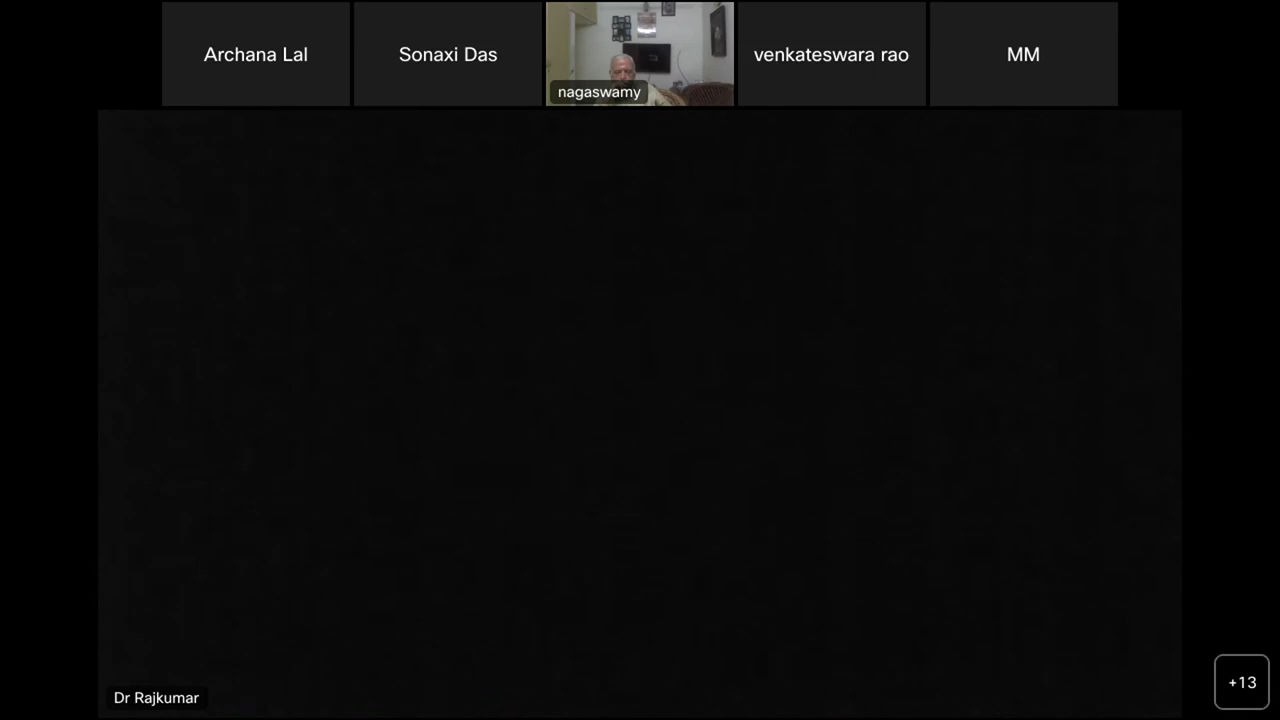 Archana Lal
Sonaxi Das
nagaswamy
venkateswara rao
MM
Dr Rajkumar
+13